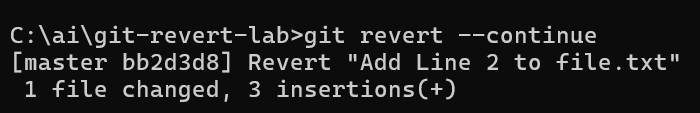 C:\ai\git-revert-lab>git revert --continue
[master bb2d3d8] Revert "Add Line 2 to file.txt"
 1 file changed, 3 insertions(+)